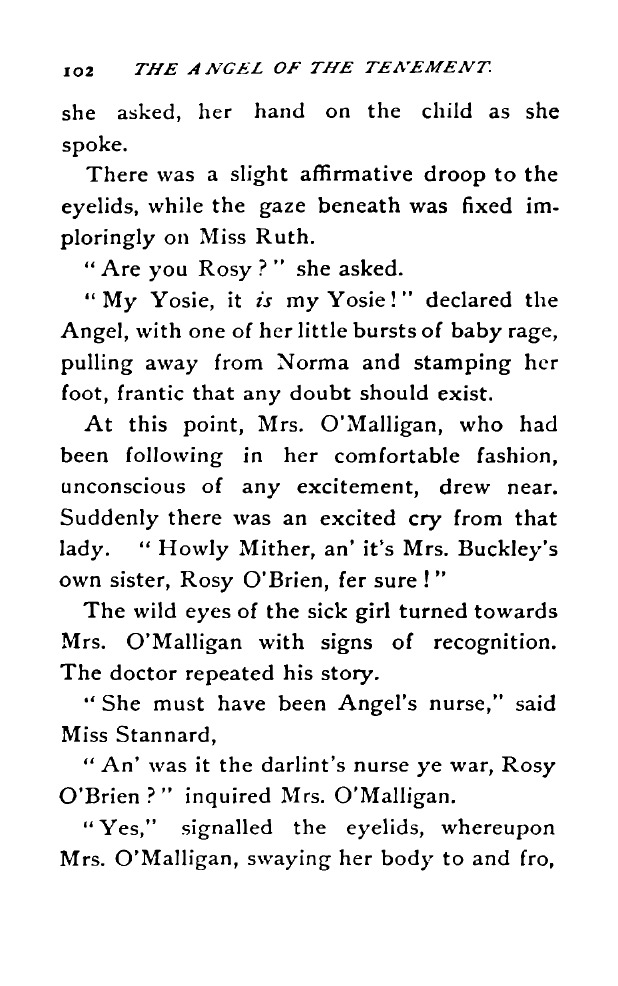 102 THE ANGEL OF THE TENEMENT.
she asked, her hand on the child as she
spoke.
There was a slight affirmative droop to the
eyelids, while the gaze beneath was fixed im-
ploringly on Miss Ruth.
“Are you Rosy?” she asked.
“My Yosie, it is my Yosie!” declared the
Angel, with one of her little bursts of baby rage,
pulling away from Norma and stamping her
foot, frantic that any doubt should exist.
At this point, Mrs. O'Malligan, who had
been following in her comfortable fashion,
unconscious of any excitement, drew near.
Suddenly there was an excited cry from that
lady. “Howly Mither, an' it's Mrs. Buckley's
own sister, Rosy O'Brien, fer sure!”
The wild eyes of the sick girl turned towards
Mrs. O'Malligan with signs of recognition.
The doctor repeated his story.
“She must have been Angel's nurse,” said
Miss Stannard,
“An' was it the darlint's nurse ye war, Rosy
O'Brien?” inquired Mrs. O'Malligan.
“Yes,” signalled the eyelids, whereupon
Mrs. O'Malligan, swaying her body to and fro,